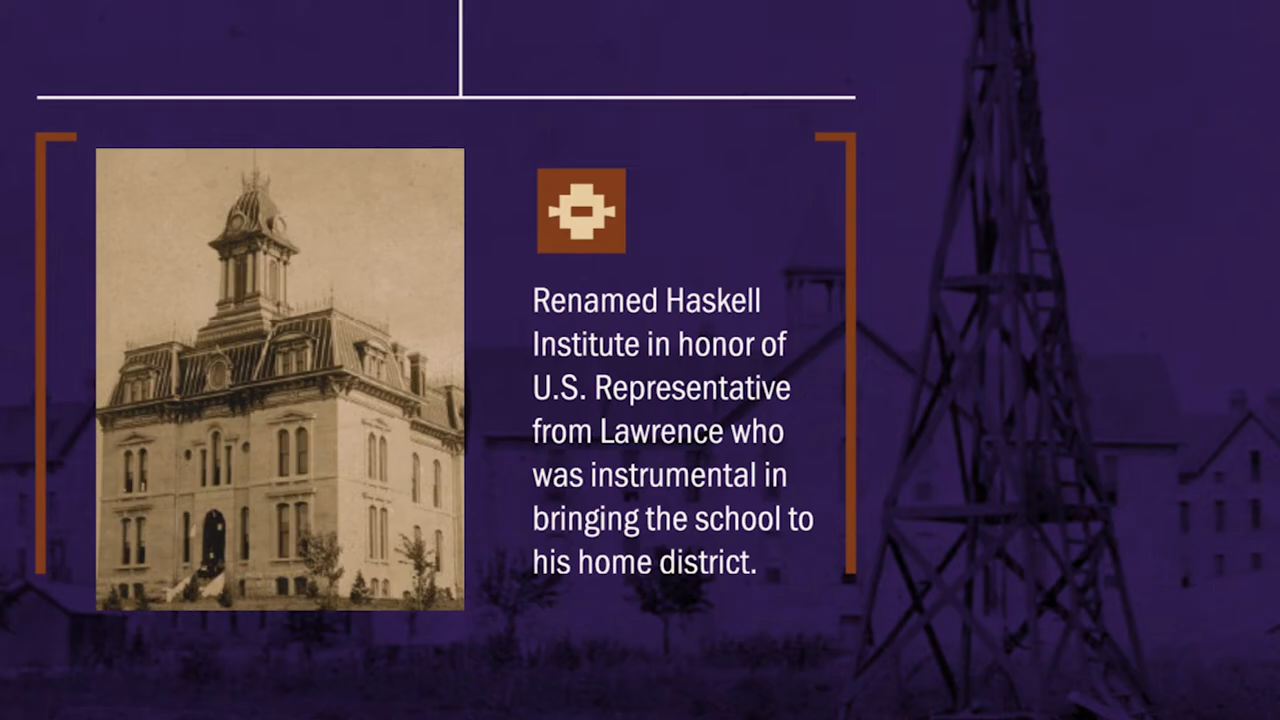 Renamed Haskell
Institute in honor of
U.S. Representative
from Lawrence who
was instrumental in
bringing the school to
his home district.